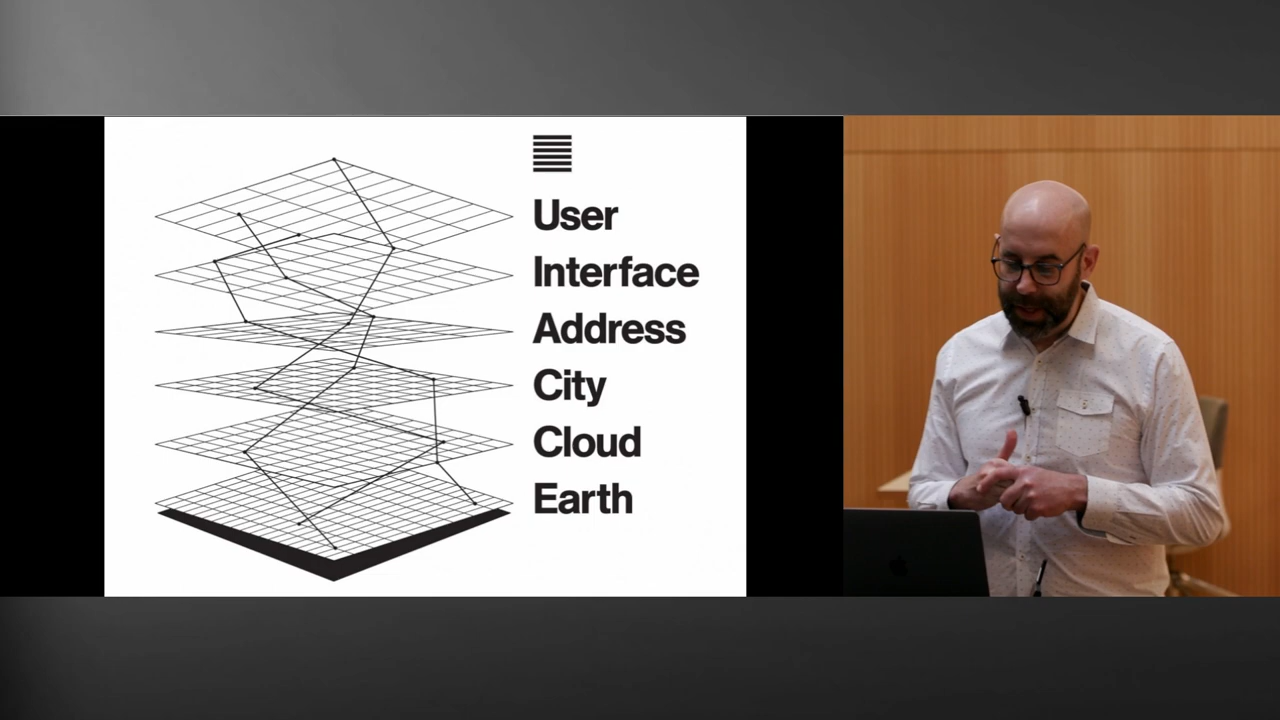 User
Interface
Address
City
Cloud
Earth